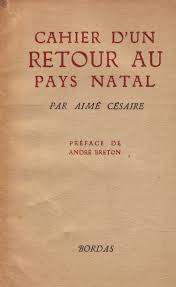 CAHIER D'UN
RETOUR AU
PAYS NATAL
PAR AIMÉ CÉSAIRE
PRÉFACE DE
ANDRÉ BRETON
BORDAS